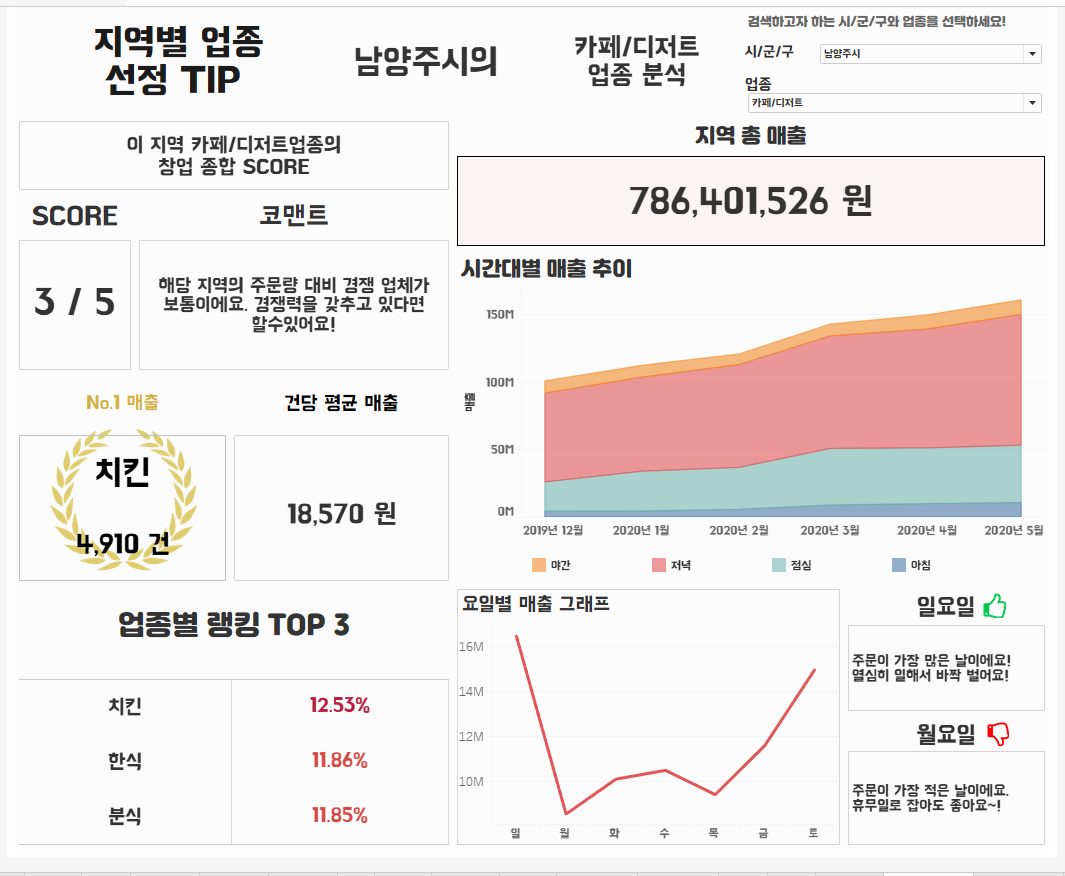 지역별 업종
선정 TIP
남양주시의
카페/디저트
업종 분석
검색하고자 하는 시/군/구와 업종을 선택하세요!
시/군/구
남양주시
업종
카페/디저트
이 지역 카페/디저트업종의
창업 종합 SCORE
SCORE
코맨트
3 / 5
해당 지역의 주문량 대비 경쟁 업체가
보통이에요. 경쟁력을 갖추고 있다면
할수있어요!
No.1 매출
건당 평균 매출
치킨
4,910 건
18,570 원
업종별 랭킹 TOP 3
치킨 12.53%
한식 11.86%
분식 11.85%
지역 총 매출
786,401,526 원
시간대별 매출 추이
150M
100M
50M
0M
매출
2019년 12월 2020년 1월 2020년 2월 2020년 3월 2020년 4월 2020년 5월
야간 저녁 점심 아침
요일별 매출 그래프
16M
14M
12M
10M
일 월 화 수 목 금 토
일요일
주문이 가장 많은 날이에요!
열심히 일해서 바짝 벌어요!
월요일
주문이 가장 적은 날이에요.
휴무일로 잡아도 좋아요~!